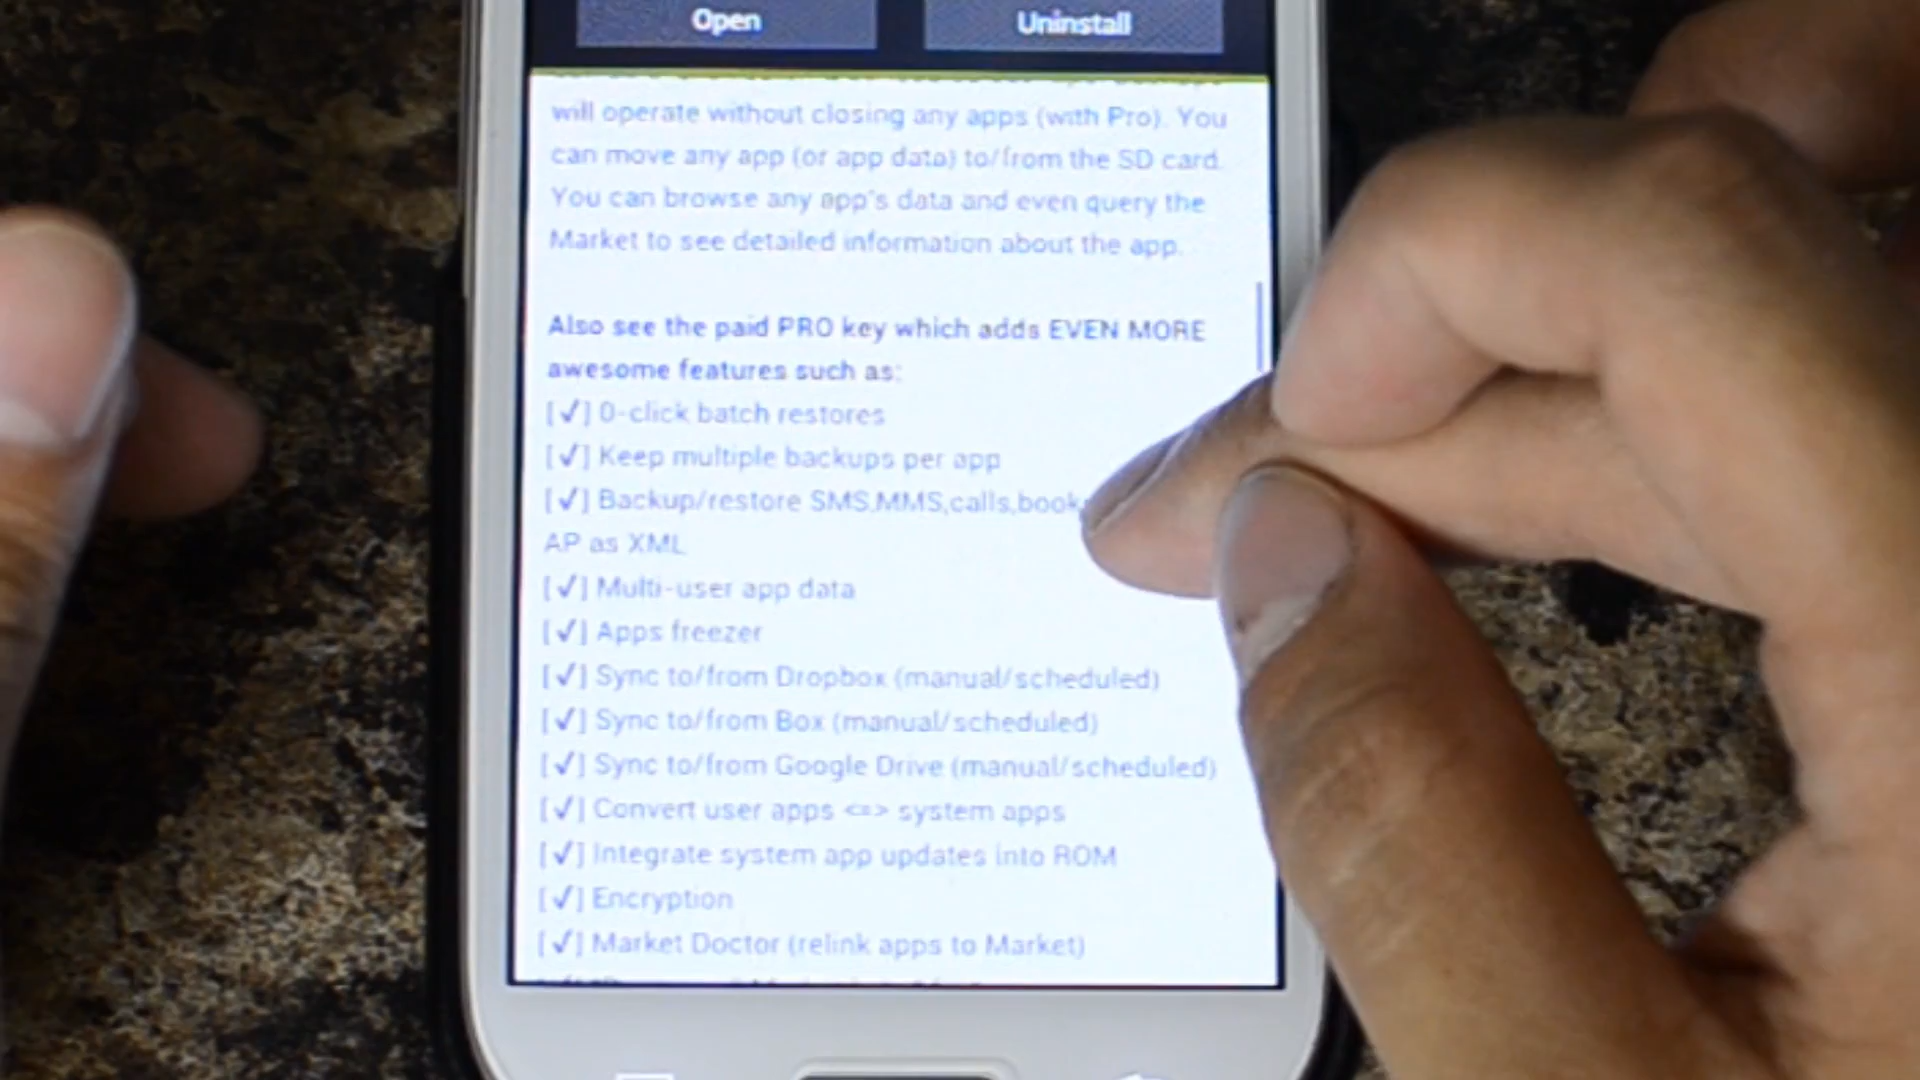 Open Uninstall
will operate without closing any apps (with Pro). You
can move any app (or app data) to/from the SD card.
You can browse any app's data and even query the
Market to see detailed information about the app.
Also see the paid PRO key which adds EVEN MORE
awesome features such as:
[✓] 0-click batch restores
[✓] Keep multiple backups per app
[✓] Backup/restore SMS,MMS,calls,book
AP as XML
[✓] Multi-user app data
[✓] Apps freezer
[✓] Sync to/from Dropbox (manual/scheduled)
[✓] Sync to/from Box (manual/scheduled)
[✓] Sync to/from Google Drive (manual/scheduled)
[✓] Convert user apps <=> system apps
[✓] Integrate system app updates into ROM
[✓] Encryption
[✓] Market Doctor (relink apps to Market)